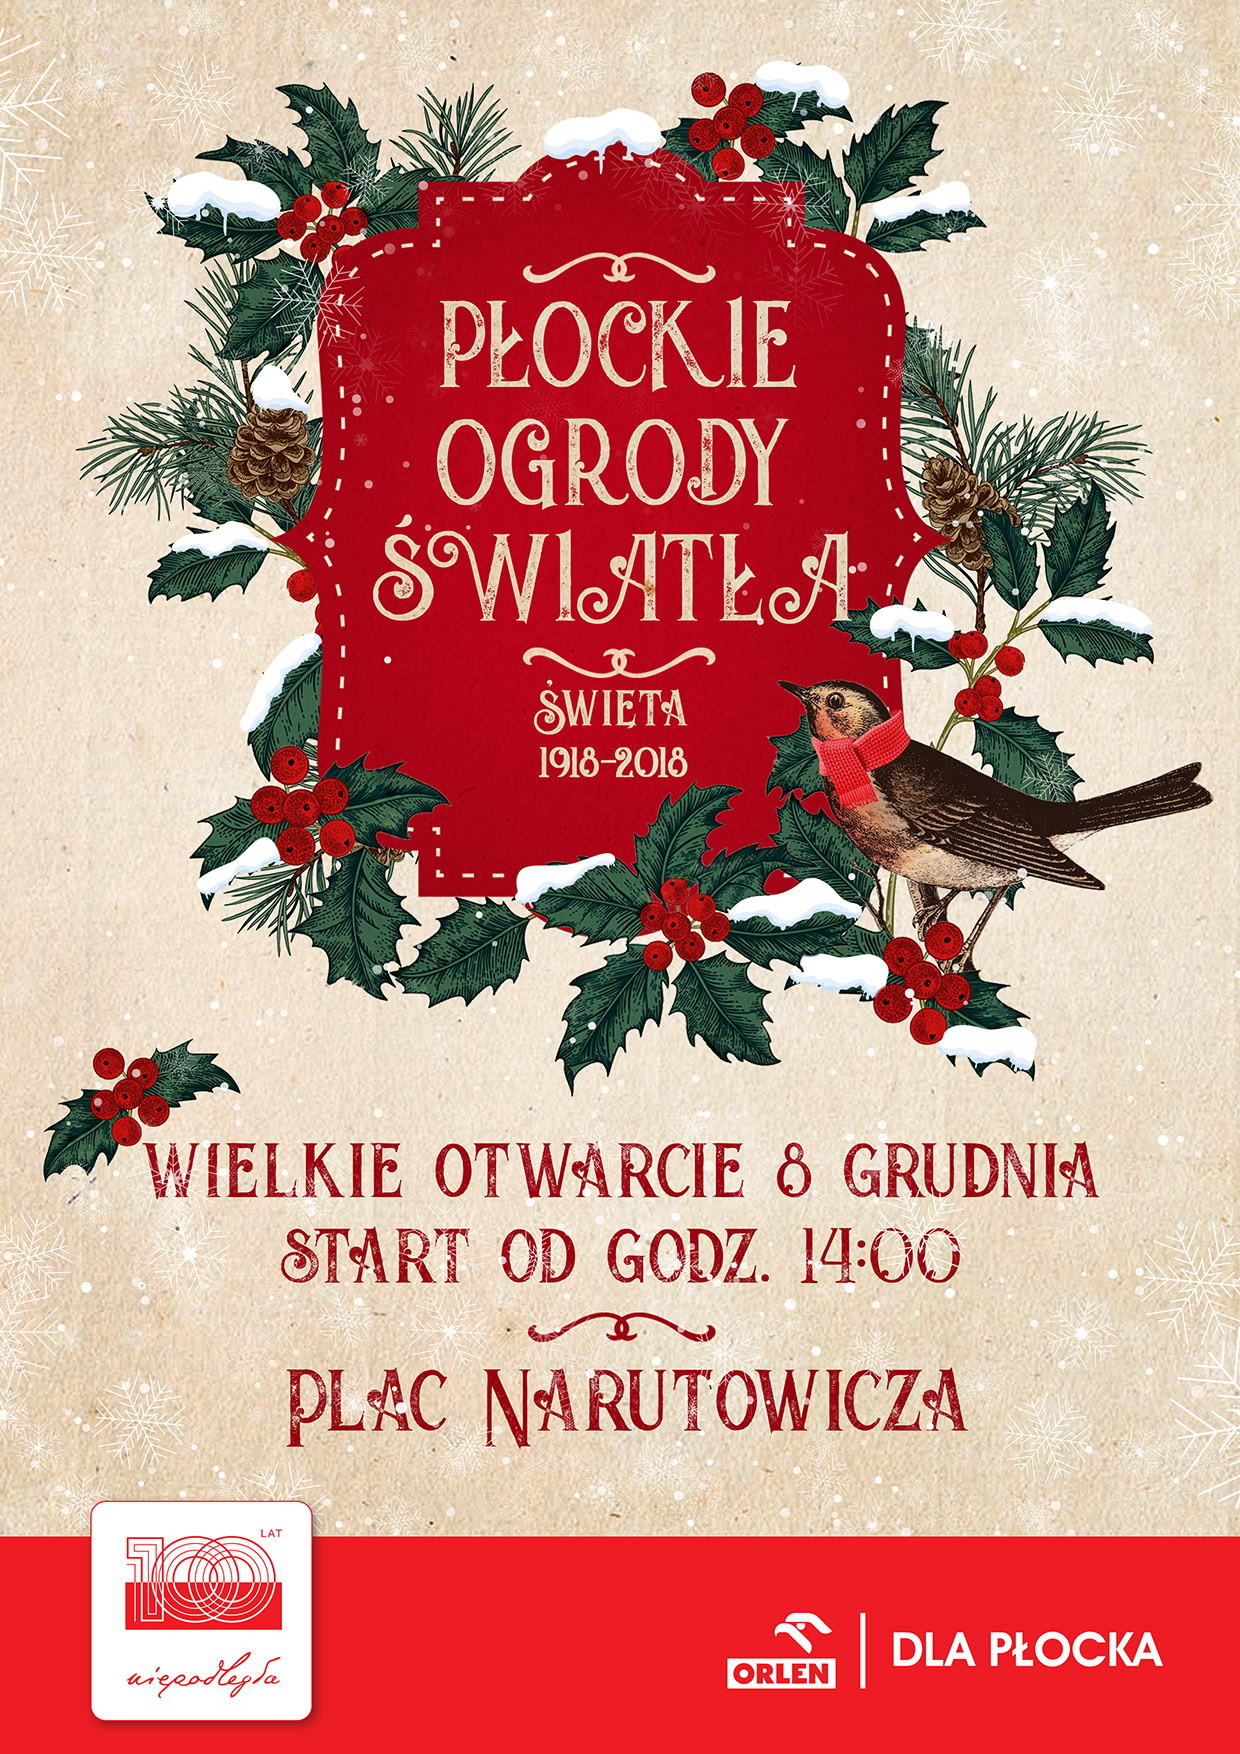 PŁOCKIE
OGRODY
ŚWIATŁA
ŚWIĘTA
1918-2018
WIELKIE OTWARCIE 8 GRUDNIA
START OD GODZ. 14:00
PLAC NARUTOWICZA
100 LAT
niepodległa
ORLEN
DLA PŁOCKA